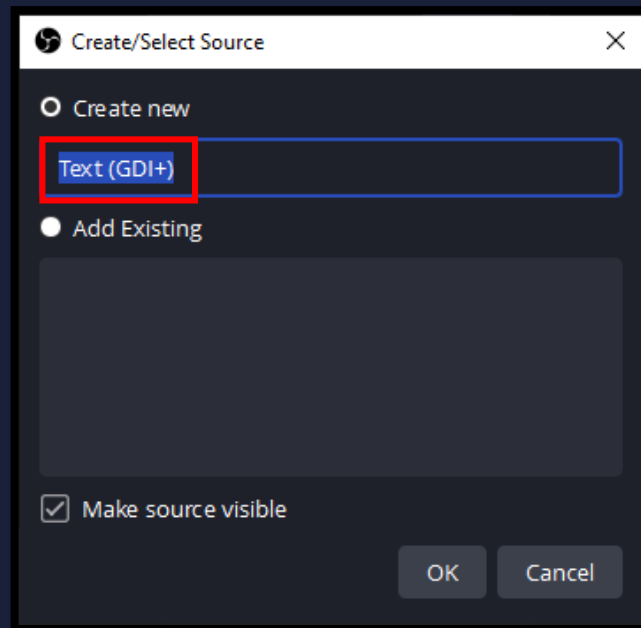 Create/Select Source
Create new
Text (GDI+)
Add Existing
Make source visible
OK Cancel